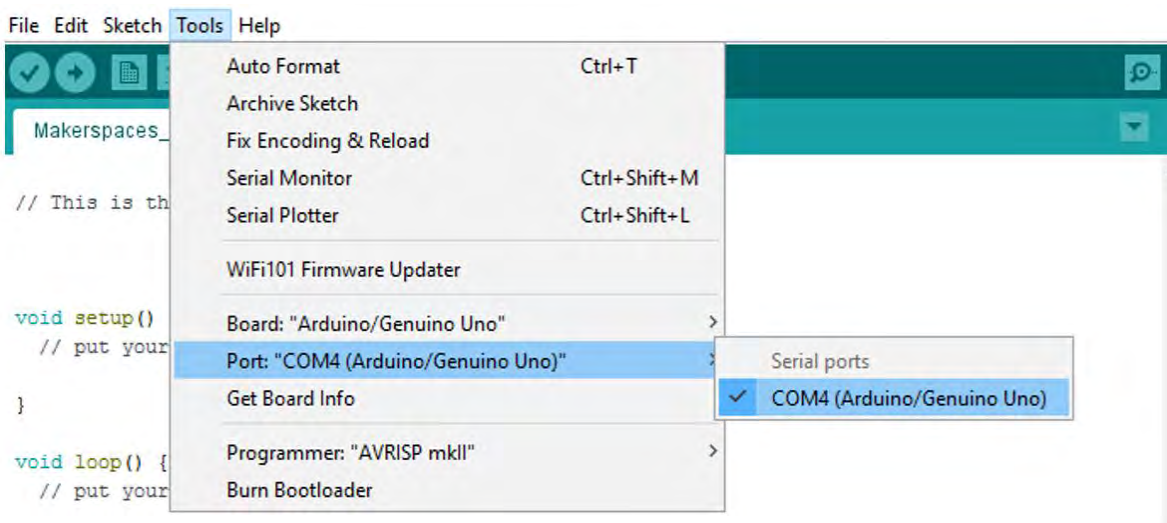 File Edit Sketch Tools Help
Auto Format Ctrl+T
Archive Sketch
Makerspaces_
Fix Encoding & Reload
Serial Monitor Ctrl+Shift+M
// This is th
Serial Plotter Ctrl+Shift+L
WiFi101 Firmware Updater
void setup()
Board: "Arduino/Genuino Uno"
// put your
Port: "COM4 (Arduino/Genuino Uno)"
Serial ports
}
Get Board Info
COM4 (Arduino/Genuino Uno)
void loop() {
Programmer: "AVRISP mkII"
// put your
Burn Bootloader